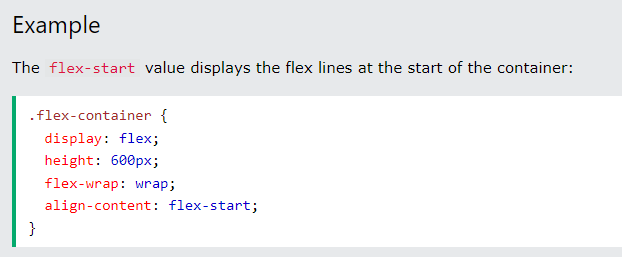 Example
The flex-start value displays the flex lines at the start of the container:
.flex-container {
  display: flex;
  height: 600px;
  flex-wrap: wrap;
  align-content: flex-start;
}